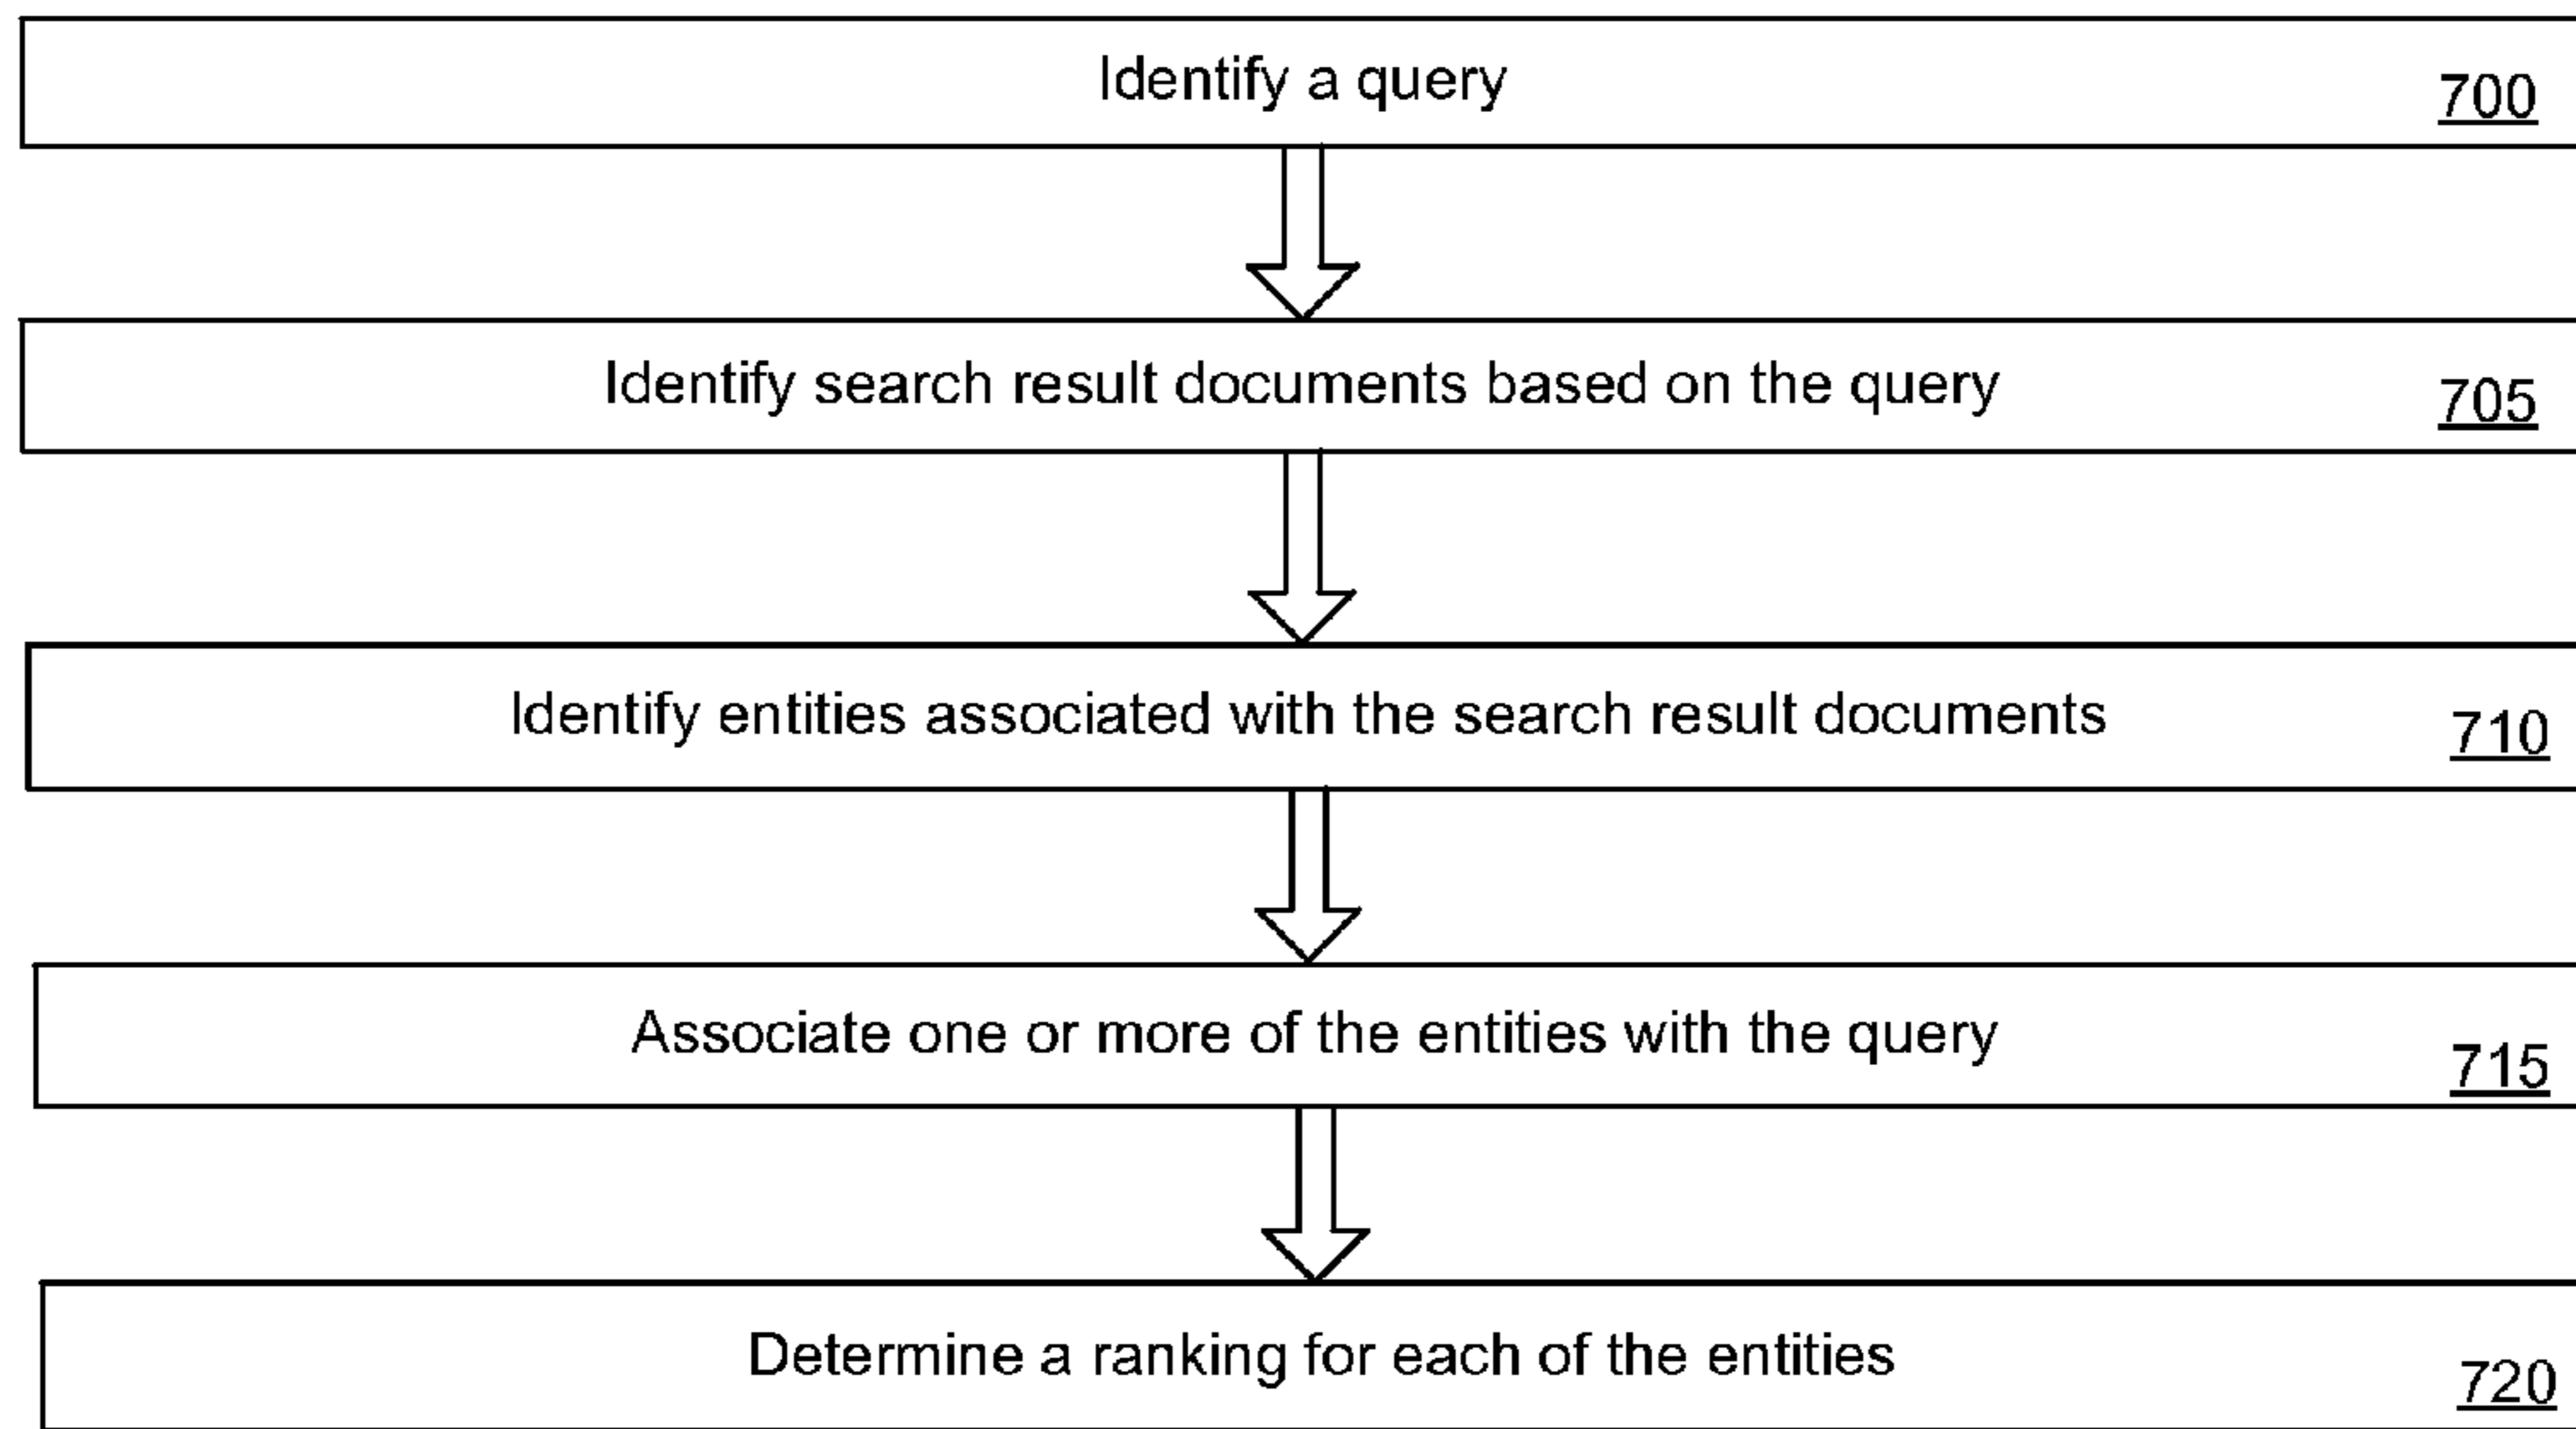 Identify a query
700
Identify search result documents based on the query
705
Identify entities associated with the search result documents
710
Associate one or more of the entities with the query
715
Determine a ranking for each of the entities
720